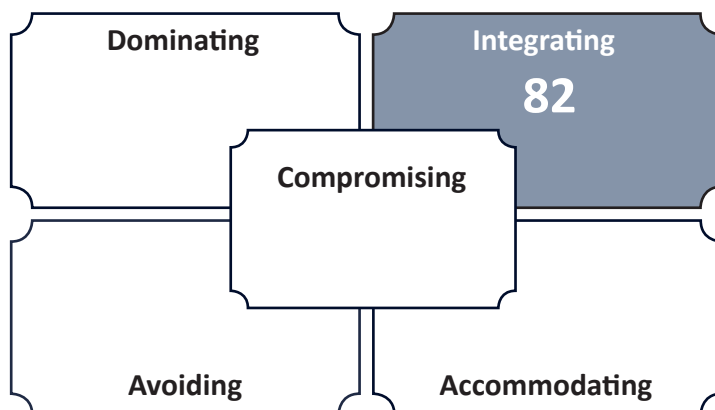 Dominating
Integrating
82
Compromising
Avoiding
Accommodating